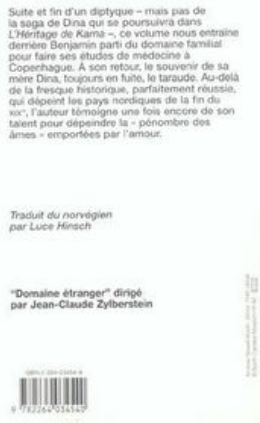 Suite et fin d'un diptyque – mais pas de
la saga de Dina qui se poursuivra dans
L'Héritage de Karna –, ce volume nous entraîne
derrière Benjamin parti du domaine familial
pour faire ses études de médecine à
Copenhague. À son retour, le souvenir de sa
mère Dina, toujours en fuite, le taraude. Au-delà
de la fresque historique, parfaitement réussie,
qui dépeint les pays nordiques de la fin du
XIXe, l'auteur témoigne une fois encore de son
talent pour dépeindre la « pénombre des
âmes » emportées par l'amour.
Traduit du norvégien
par Luce Hinsch
"Domaine étranger" dirigé
par Jean-Claude Zylberstein
9 782264 034540